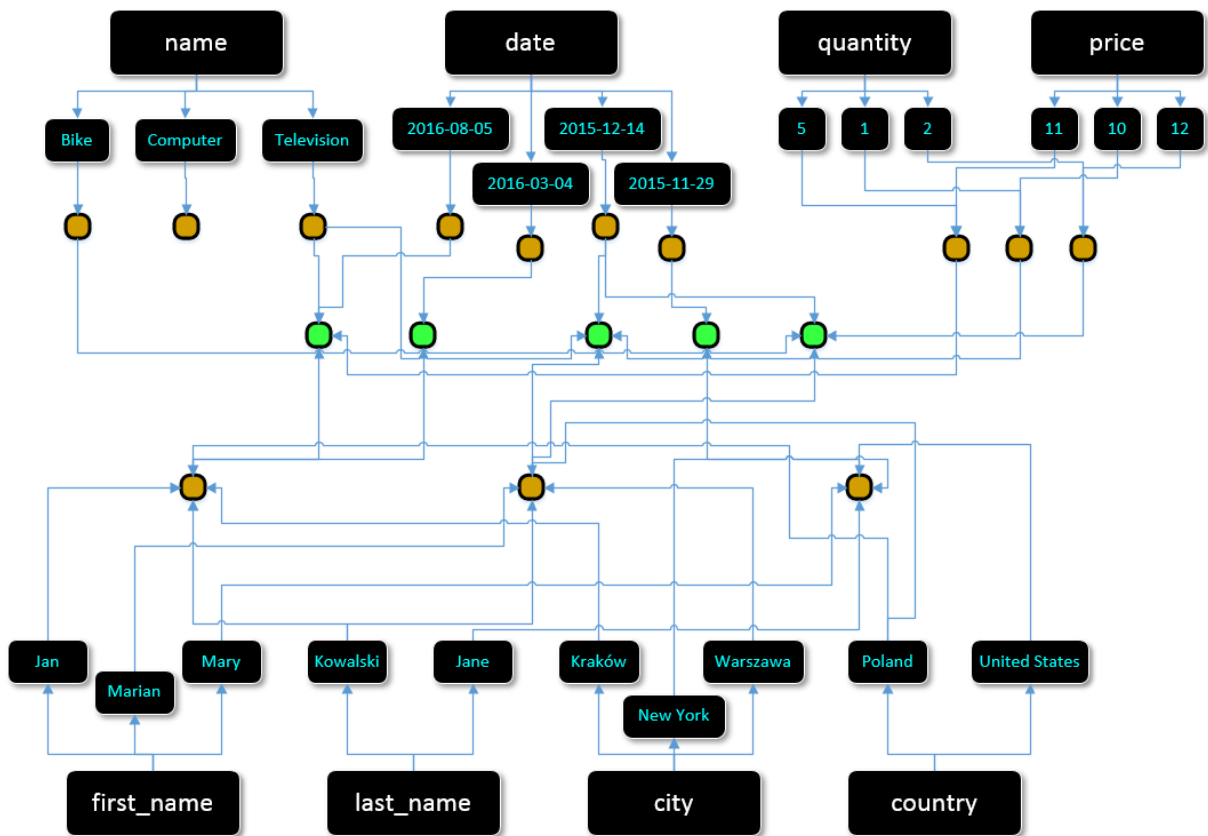 name
date
quantity
price
Bike
Computer
Television
2016-08-05
2015-12-14
5
1
2
11
10
12
2016-03-04
2015-11-29
Jan
Marian
Mary
Kowalski
Jane
Kraków
New York
Warszawa
Poland
United States
first_name
last_name
city
country